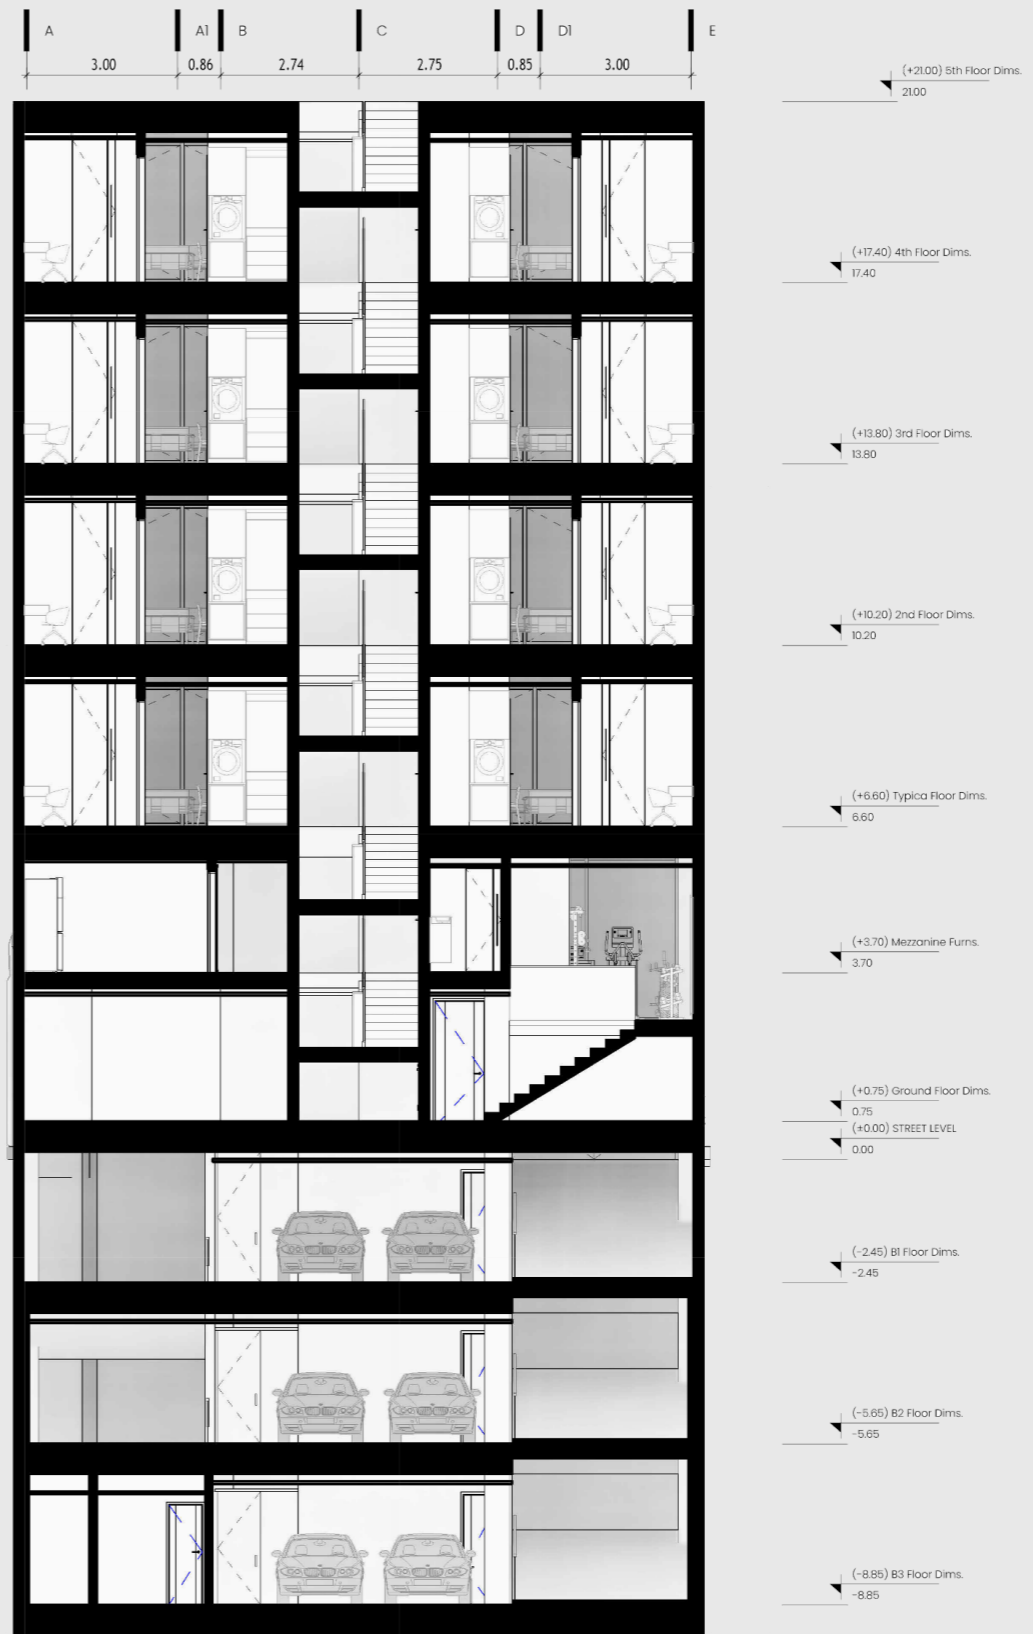 A
A1
B
C
D
D1
E
3.00
0.86
2.74
2.75
0.85
3.00
(+21.00) 5th Floor Dims.
21.00
(+17.40) 4th Floor Dims.
17.40
(+13.80) 3rd Floor Dims.
13.80
(+10.20) 2nd Floor Dims.
10.20
(+6.60) Typica Floor Dims.
6.60
(+3.70) Mezzanine Furns.
3.70
(+0.75) Ground Floor Dims.
0.75
(±0.00) STREET LEVEL
0.00
(-2.45) B1 Floor Dims.
-2.45
(-5.65) B2 Floor Dims.
-5.65
(-8.85) B3 Floor Dims.
-8.85